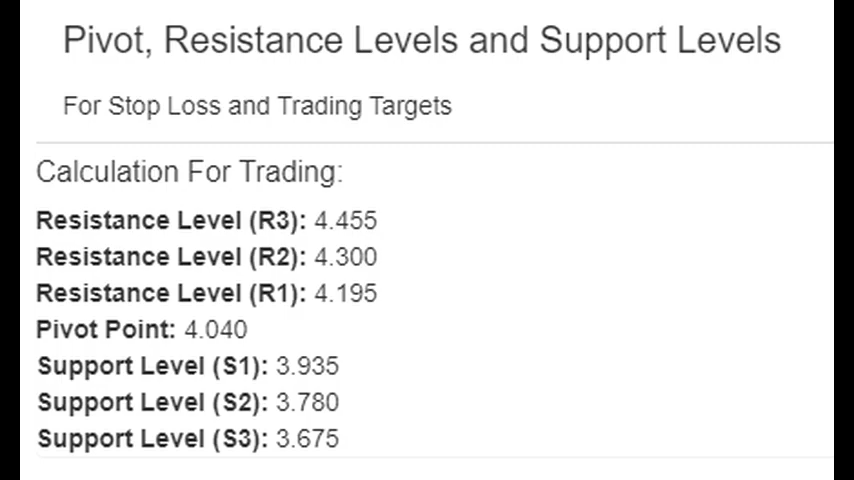 Pivot, Resistance Levels and Support Levels
For Stop Loss and Trading Targets
Calculation For Trading:
Resistance Level (R3): 4.455
Resistance Level (R2): 4.300
Resistance Level (R1): 4.195
Pivot Point: 4.040
Support Level (S1): 3.935
Support Level (S2): 3.780
Support Level (S3): 3.675